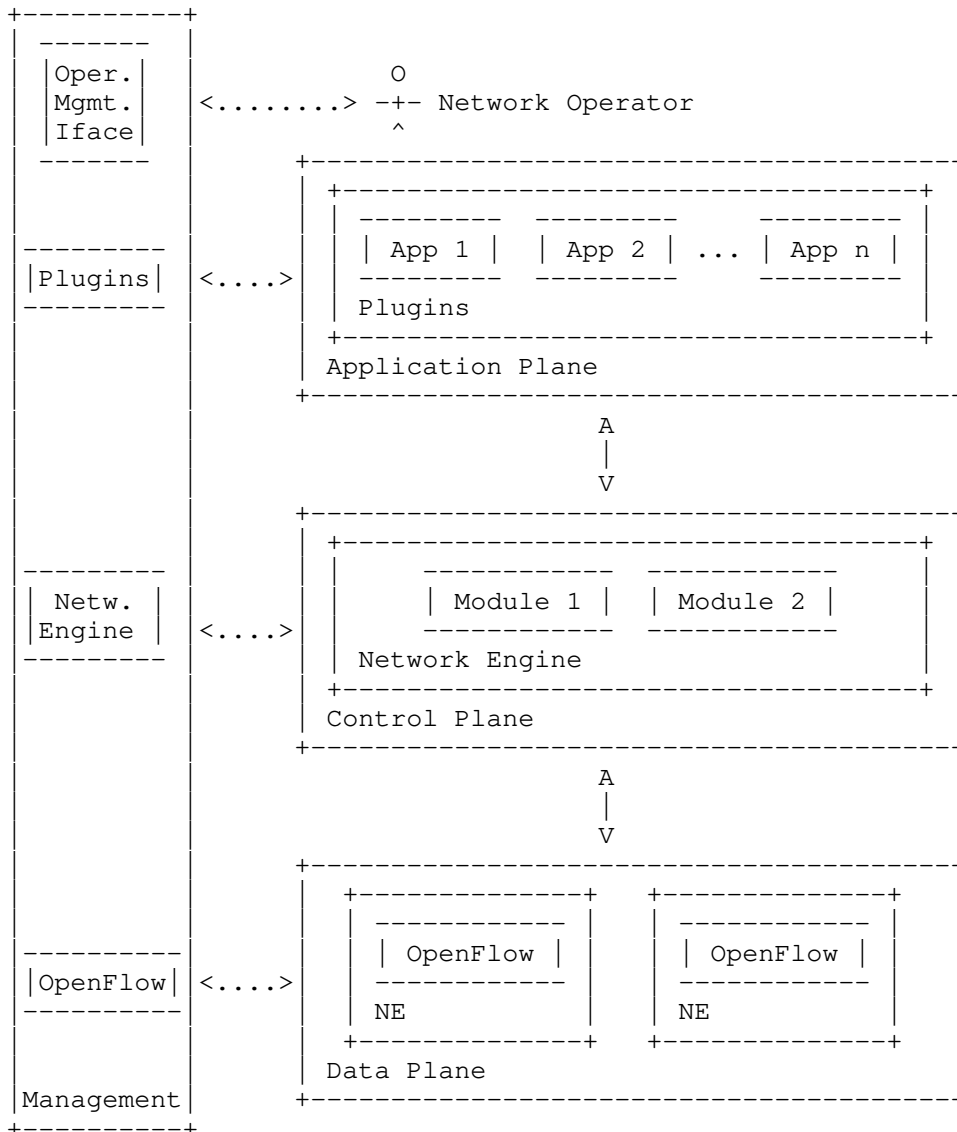 Oper.
Mgmt.
Iface
O
<........> -+- Network Operator
^
App 1 App 2 ... App n
Plugins <....>
Plugins
Application Plane
A
|
V
Netw. Module 1 Module 2
Engine <....>
Network Engine
Control Plane
A
|
V
OpenFlow OpenFlow
OpenFlow <....>
NE NE
Data Plane
Management